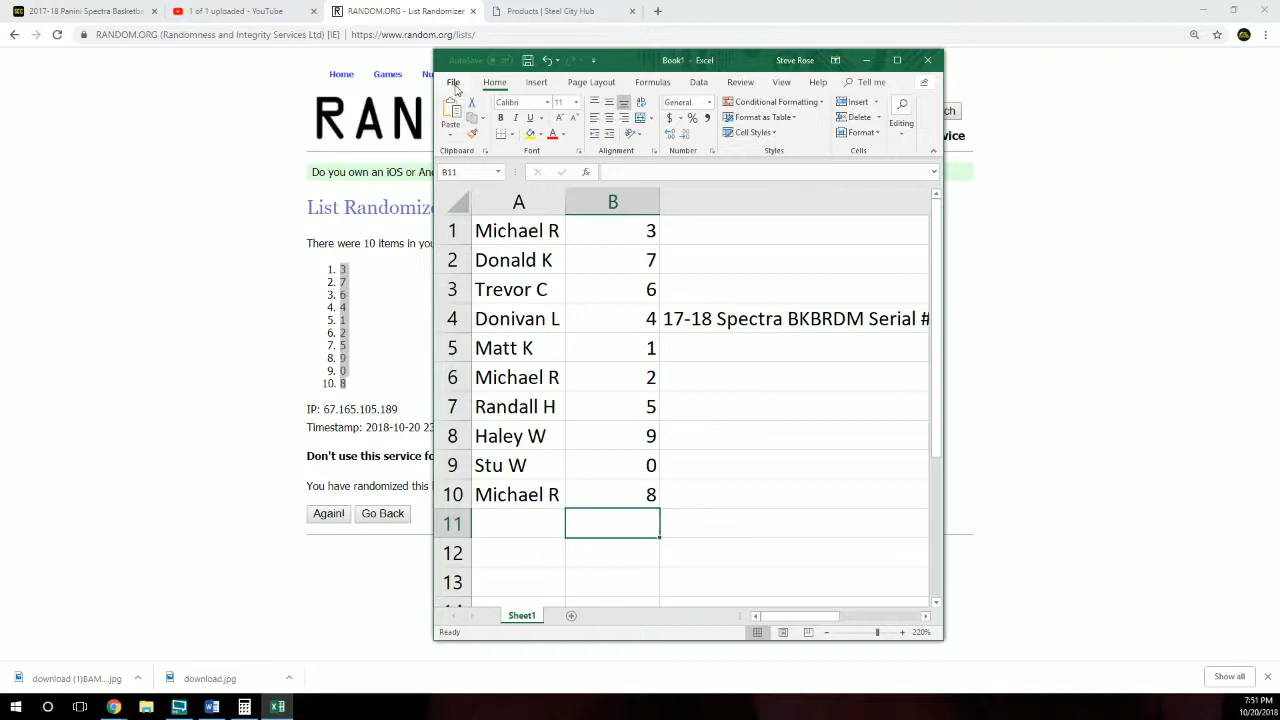 2017-18 Panini Spectra Basketb
1 of 1 uploaded - YouTube
RANDOM.ORG - List Randomizer
Products | Steel City Hub
RANDOM.ORG (Randomness and Integrity Services Ltd) [IE] | https://www.random.org/lists/
Home Games Nu
RAN
Do you own an iOS or An
List Randomize
There were 10 items in you
1. 3
2. 7
3. 6
4. 4
5. 1
6. 2
7. 5
8. 9
9. 0
10. 8
IP: 67.165.105.189
Timestamp: 2018-10-20 23
Don't use this service fo
You have randomized this l
Again! Go Back
ch
vice
AutoSave Off
Book1 - Excel
Steve Rose
File Home Insert Page Layout Formulas Data Review View Help Tell me
Paste
Clipboard
Calibri 11
B I U
Font
Alignment
General
$ % ,
Number
Conditional Formatting
Format as Table
Cell Styles
Styles
Insert
Delete
Format
Cells
Editing
B11
fx
A B
1 Michael R 3
2 Donald K 7
3 Trevor C 6
4 Donivan L 4 17-18 Spectra BKBRDM Serial #
5 Matt K 1
6 Michael R 2
7 Randall H 5
8 Haley W 9
9 Stu W 0
10 Michael R 8
11
12
13
Sheet1
Ready
220%
download (1)BAM....jpg
download.jpg
Show all
7:51 PM
10/20/2018